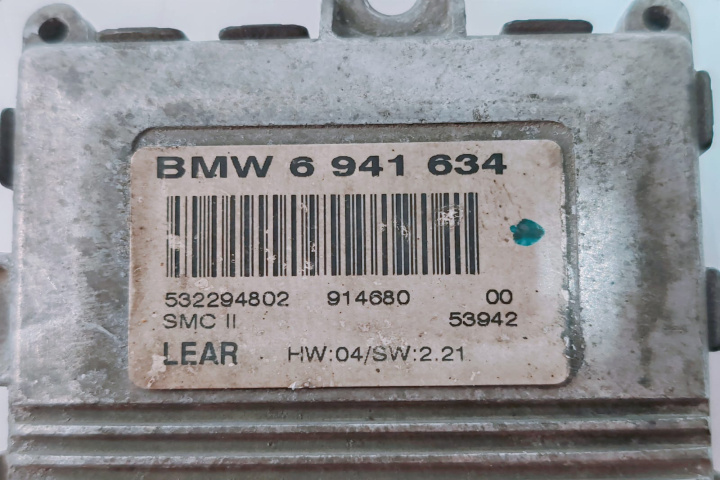 BMW 6 941 634
532294802 914680 00
SMC II 53942
LEAR HW:04/SW:2.21